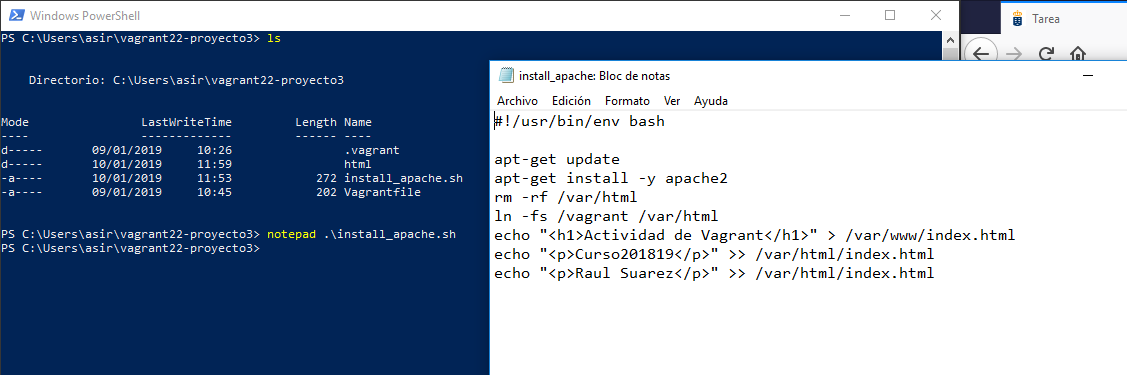 Windows PowerShell
Tarea
PS C:\Users\asir\vagrant22-proyecto3> ls
Directorio: C:\Users\asir\vagrant22-proyecto3
Mode LastWriteTime Length Name
---- ------------- ------ ----
d----- 09/01/2019 10:26 .vagrant
d----- 10/01/2019 11:59 html
-a---- 10/01/2019 11:53 272 install_apache.sh
-a---- 09/01/2019 10:45 202 Vagrantfile
PS C:\Users\asir\vagrant22-proyecto3> notepad .\install_apache.sh
PS C:\Users\asir\vagrant22-proyecto3>
install_apache: Bloc de notas
Archivo Edición Formato Ver Ayuda
#!/usr/bin/env bash
apt-get update
apt-get install -y apache2
rm -rf /var/html
ln -fs /vagrant /var/html
echo "<h1>Actividad de Vagrant</h1>" > /var/www/index.html
echo "<p>Curso201819</p>" >> /var/html/index.html
echo "<p>Raul Suarez</p>" >> /var/html/index.html